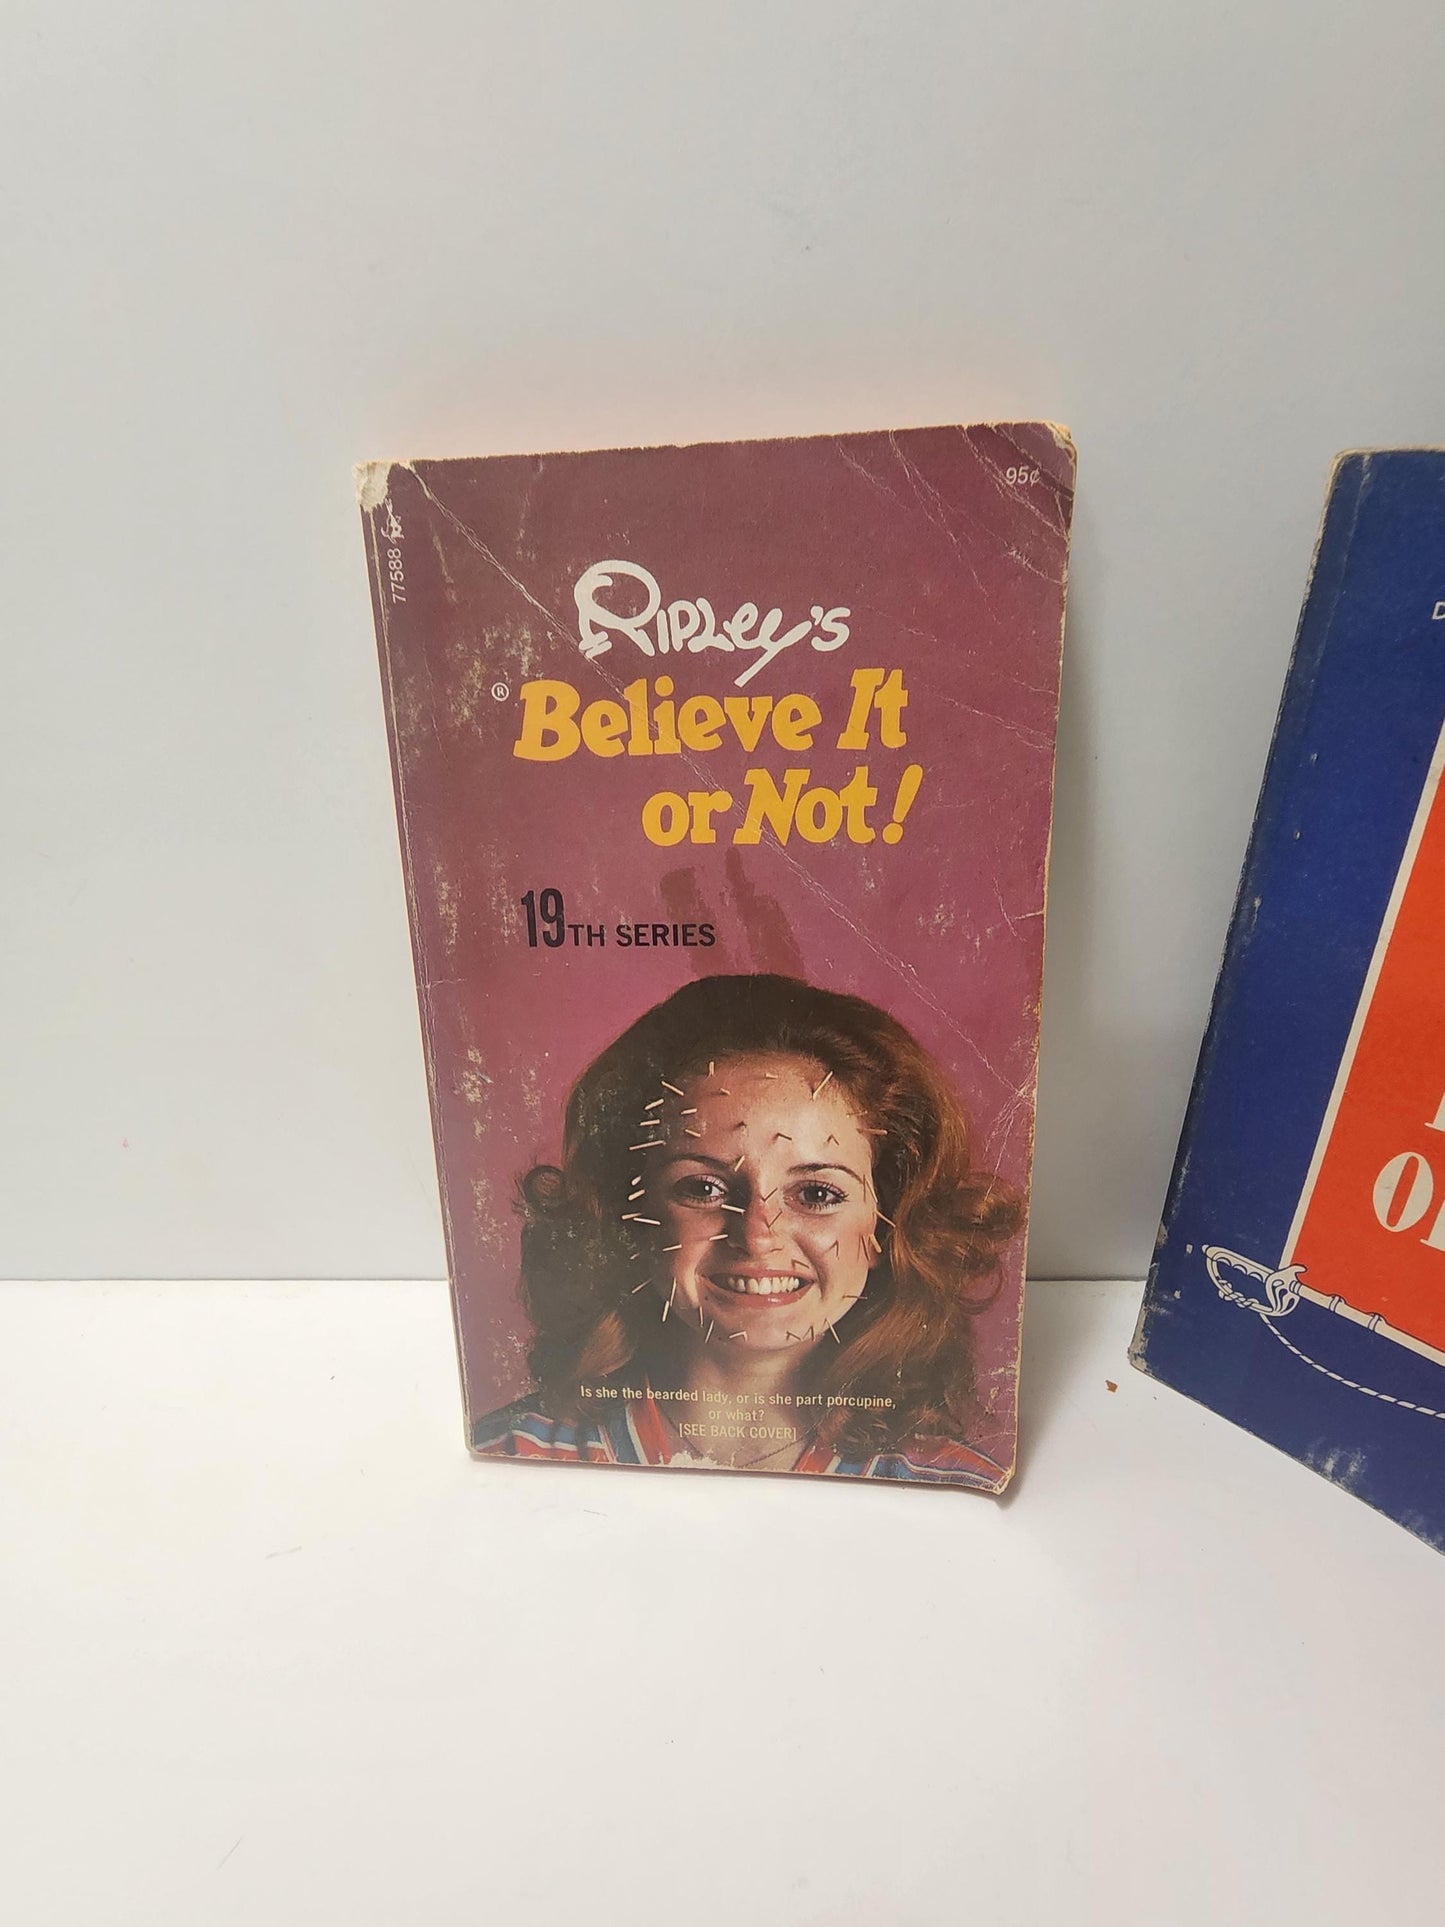 95¢
77588
RIPLEY'S
® Believe It
or Not!
19TH SERIES
Is she the bearded lady, or is she part porcupine,
or what?
[SEE BACK COVER]